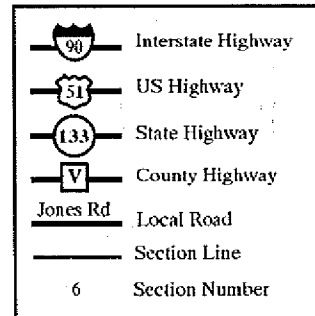 90 Interstate Highway
51 US Highway
133 State Highway
V County Highway
Jones Rd
Local Road
Section Line
6 Section Number